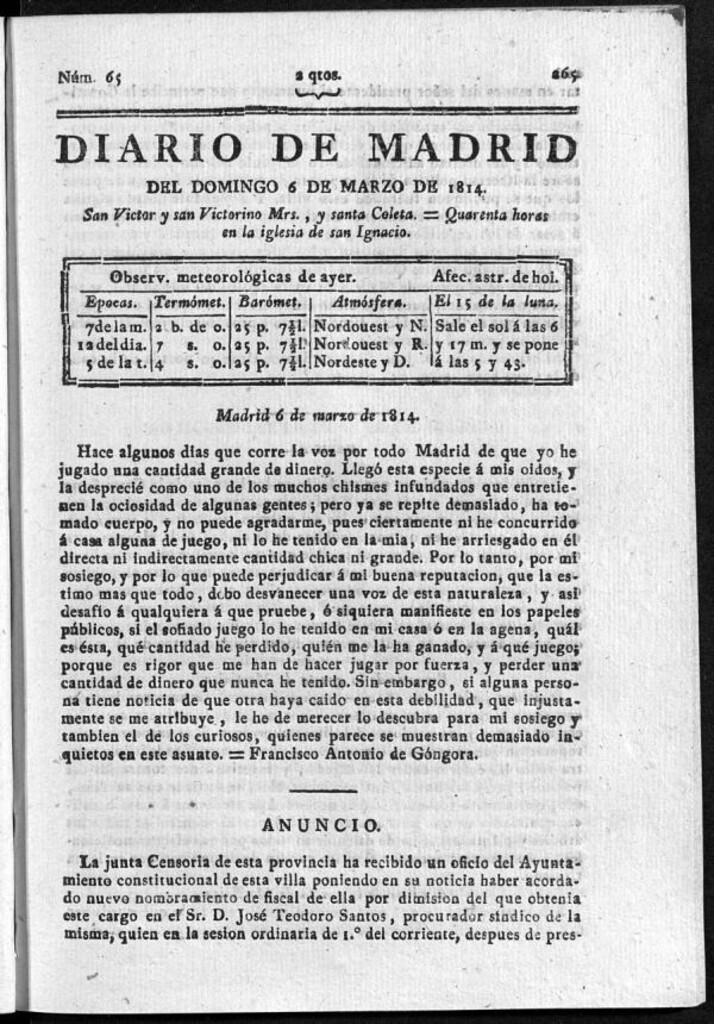 Núm. 65 2 qtos. 265
DIARIO DE MADRID
DEL DOMINGO 6 DE MARZO DE 1814.
San Victor y san Victorino Mrs., y santa Coleta. = Quarenta horas
en la iglesia de san Ignacio.
Observ. meteorológicas de ayer. Afec. astr. de hoi.
Epocas. Termómet. Barómet. Atmósfera. El 15 de la luna.
7 de la m. 2 b. de 0. 25 p. 7½ l. Nordouest y N. Sale el sol á las 6
12 del dia. 7 s. 0. 25 p. 7½ l. Nordouest y R. y 17 m. y se pone
5 de la t. 4 s. 0. 25 p. 7½ l. Nordeste y D. á las 5 y 43.
Madrid 6 de marzo de 1814.
Hace algunos dias que corre la voz por todo Madrid de que yo he
jugado una cantidad grande de dinero. Llegó esta especie á mis oidos, y
la desprecié como uno de los muchos chismes infundados que entretie-
nen la ociosidad de algunas gentes; pero ya se repite demasiado, ha to-
mado cuerpo, y no puede agradarme, pues ciertamente ni he concurrido
á casa alguna de juego, ni lo he tenido en la mia, ni he arriesgado en él
directa ni indirectamente cantidad chica ni grande. Por lo tanto, por mi
sosiego, y por lo que puede perjudicar á mi buena reputacion, que la es-
timo mas que todo, debo desvanecer una voz de esta naturaleza, y asi
desafio á qualquiera á que pruebe, ó siquiera manifieste en los papeles
públicos, si el soñado juego lo he tenido en mi casa ó en la agena, quál
es ésta, qué cantidad he perdido, quién me la ha ganado, y á qué juego;
porque es rigor que me han de hacer jugar por fuerza, y perder una
cantidad de dinero que nunca he tenido. Sin embargo, si alguna perso-
na tiene noticia de que otra haya caido en esta debilidad, que injusta-
mente se me atribuye, le he de merecer lo descubra para mi sosiego y
tambien el de los curiosos, quienes parece se muestran demasiado in-
quietos en este asunto. = Francisco Antonio de Góngora.
ANUNCIO.
La junta Censoria de esta provincia ha recibido un oficio del Ayunta-
miento constitucional de esta villa poniendo en su noticia haber acorda-
do nuevo nombramiento de fiscal de ella por dimision del que obtenia
este cargo en el Sr. D. José Teodoro Santos, procurador síndico de la
misma, quien en la sesion ordinaria de 1.º del corriente, despues de pres-